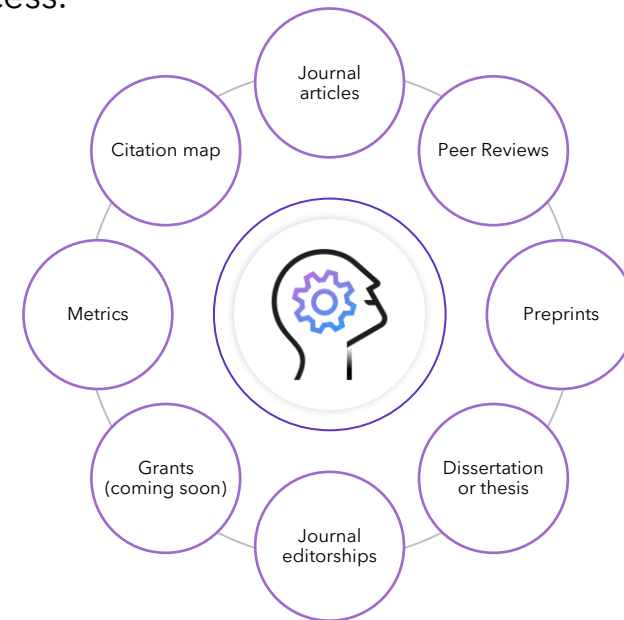 Journal
articles
Citation map
Peer Reviews
Metrics
Preprints
Grants
(coming soon)
Dissertation
or thesis
Journal
editorships